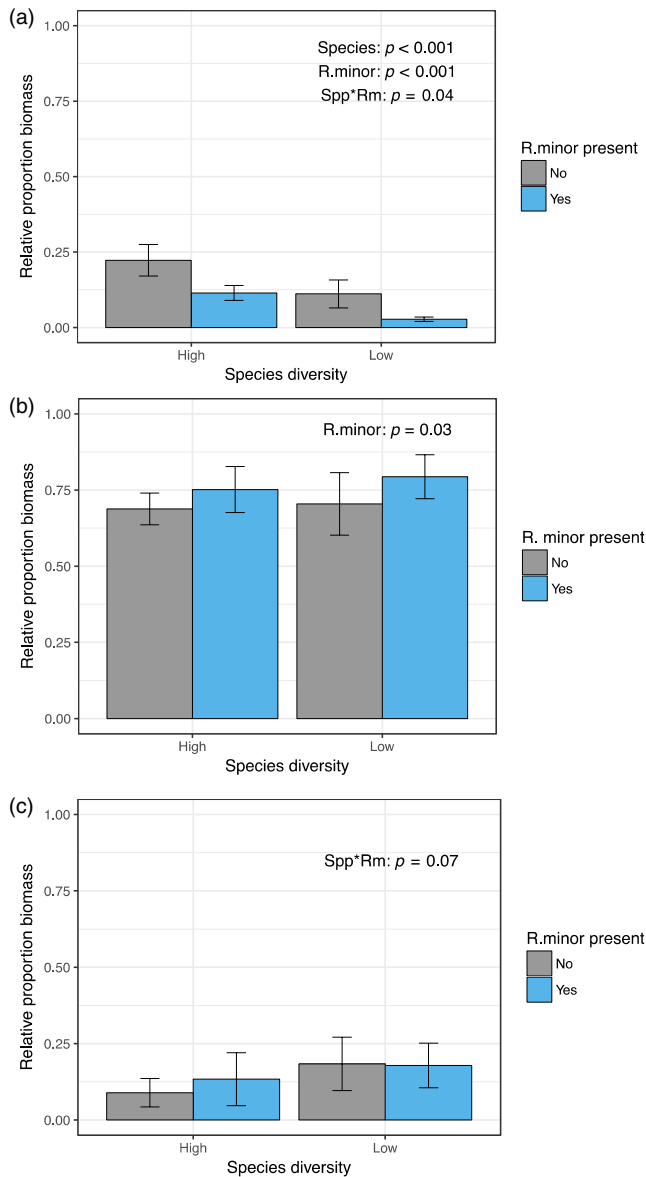 (a)
Relative proportion biomass
1.00
0.75
0.50
0.25
0.00
Species: p < 0.001
R.minor: p < 0.001
Spp*Rm: p = 0.04
High
Low
Species diversity
R.minor present
No
Yes
(b)
Relative proportion biomass
1.00
0.75
0.50
0.25
0.00
R.minor: p = 0.03
High
Low
Species diversity
R. minor present
No
Yes
(c)
Relative proportion biomass
1.00
0.75
0.50
0.25
0.00
Spp*Rm: p = 0.07
High
Low
Species diversity
R.minor present
No
Yes